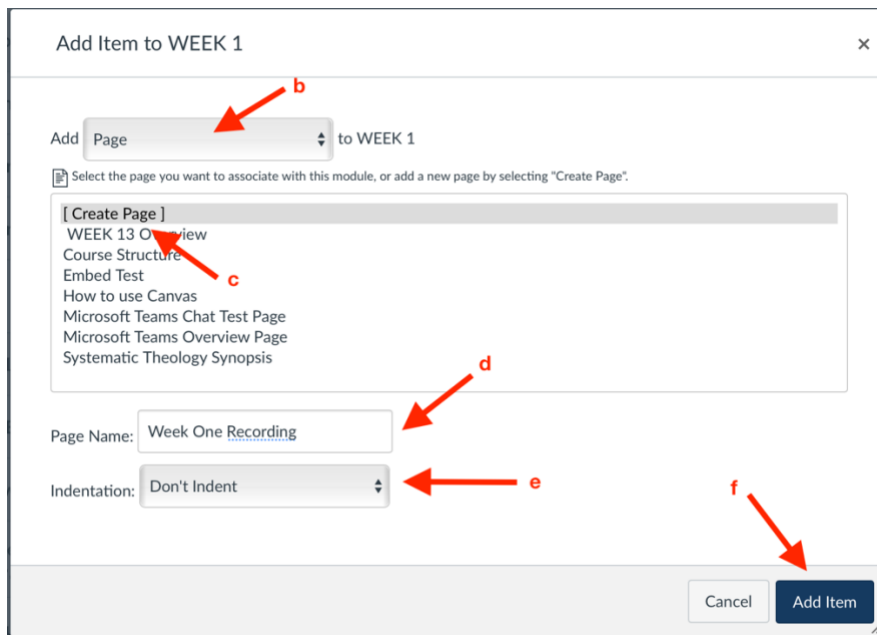 Add Item to WEEK 1 ×
b
Add Page to WEEK 1
Select the page you want to associate with this module, or add a new page by selecting "Create Page".
[ Create Page ]
WEEK 13 Overview
Course Structure
Embed Test
c
How to use Canvas
Microsoft Teams Chat Test Page
Microsoft Teams Overview Page
Systematic Theology Synopsis
d
Page Name: Week One Recording
Indentation: Don't Indent
e
f
Cancel Add Item